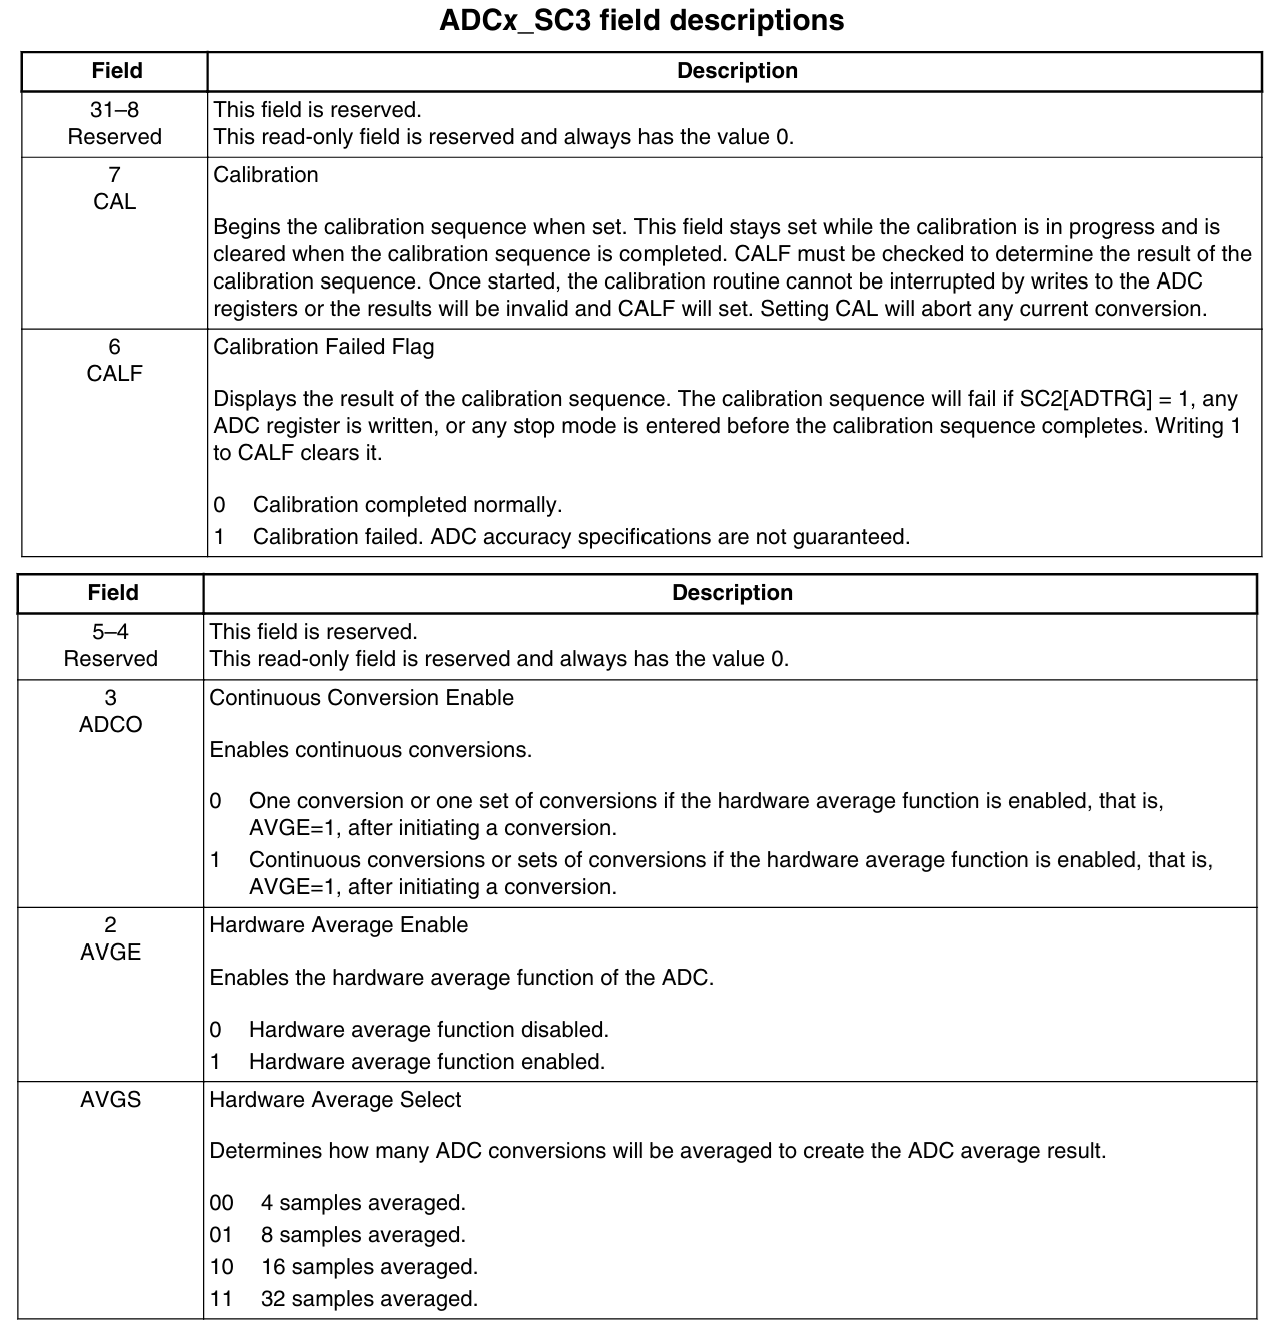 ADCx_SC3 field descriptions
Field Description
31–8 This field is reserved.
Reserved This read-only field is reserved and always has the value 0.
7 Calibration
CAL
Begins the calibration sequence when set. This field stays set while the calibration is in progress and is
cleared when the calibration sequence is completed. CALF must be checked to determine the result of the
calibration sequence. Once started, the calibration routine cannot be interrupted by writes to the ADC
registers or the results will be invalid and CALF will set. Setting CAL will abort any current conversion.
6 Calibration Failed Flag
CALF
Displays the result of the calibration sequence. The calibration sequence will fail if SC2[ADTRG] = 1, any
ADC register is written, or any stop mode is entered before the calibration sequence completes. Writing 1
to CALF clears it.
0 Calibration completed normally.
1 Calibration failed. ADC accuracy specifications are not guaranteed.
Field Description
5–4 This field is reserved.
Reserved This read-only field is reserved and always has the value 0.
3 Continuous Conversion Enable
ADCO
Enables continuous conversions.
0 One conversion or one set of conversions if the hardware average function is enabled, that is,
AVGE=1, after initiating a conversion.
1 Continuous conversions or sets of conversions if the hardware average function is enabled, that is,
AVGE=1, after initiating a conversion.
2 Hardware Average Enable
AVGE
Enables the hardware average function of the ADC.
0 Hardware average function disabled.
1 Hardware average function enabled.
AVGS Hardware Average Select
Determines how many ADC conversions will be averaged to create the ADC average result.
00 4 samples averaged.
01 8 samples averaged.
10 16 samples averaged.
11 32 samples averaged.